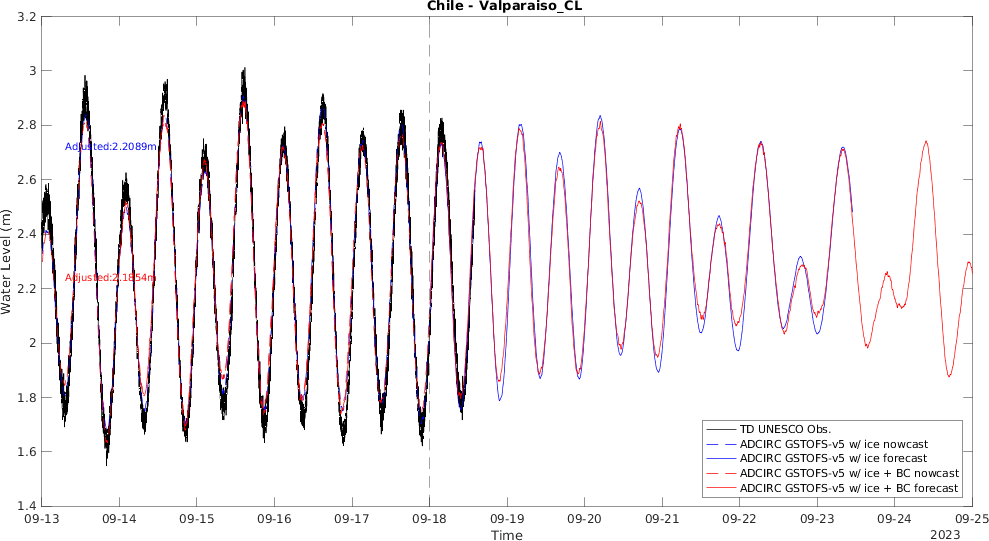 Chile - Valparaiso_CL
3.2
3
2.8
2.6
2.4
2.2
2
1.8
1.6
1.4
Water Level (m)
Adjusted:2.2089m
Adjusted:2.1854m
TD UNESCO Obs.
ADCIRC GSTOFS-v5 w/ ice nowcast
ADCIRC GSTOFS-v5 w/ ice forecast
ADCIRC GSTOFS-v5 w/ ice + BC nowcast
ADCIRC GSTOFS-v5 w/ ice + BC forecast
09-13 09-14 09-15 09-16 09-17 09-18 09-19 09-20 09-21 09-22 09-23 09-24 09-25
Time
2023